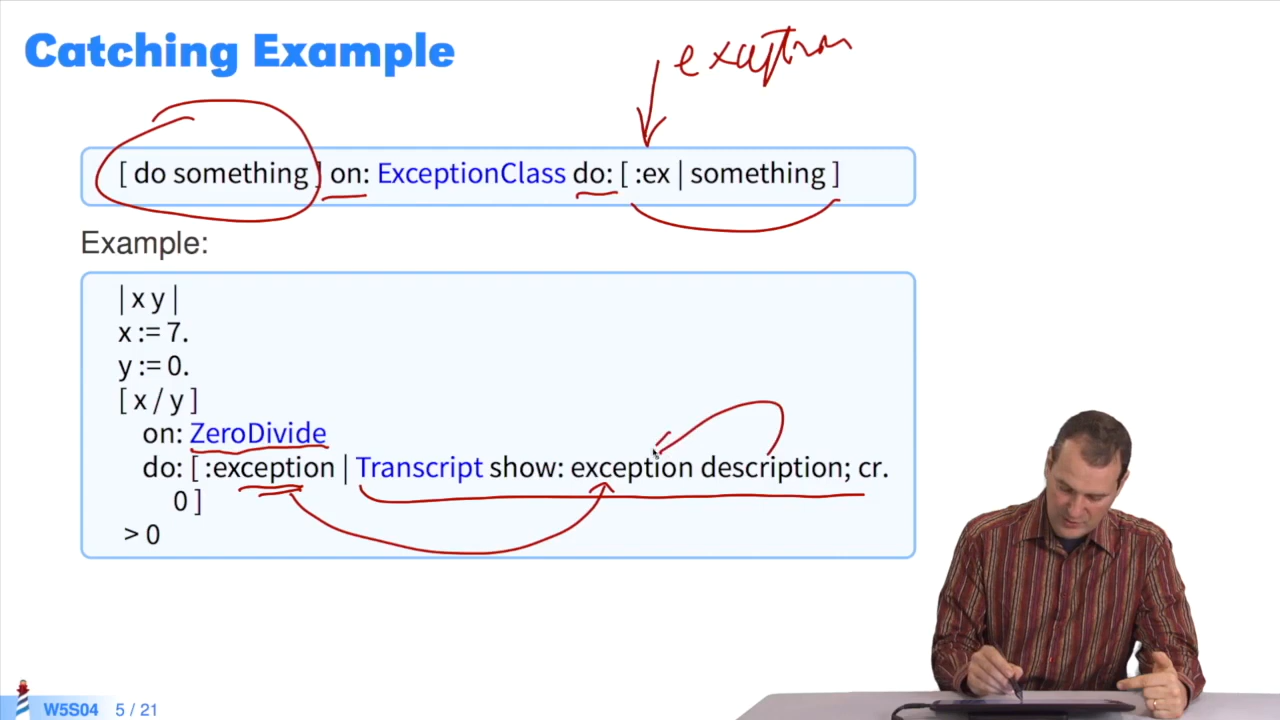 Catching Example
exception
[ do something ] on: ExceptionClass do: [ :ex | something ]
Example:
| x y |
x := 7.
y := 0.
[ x / y ]
on: ZeroDivide
do: [ :exception | Transcript show: exception description; cr.
0 ]
> 0
W5S04 5 / 21